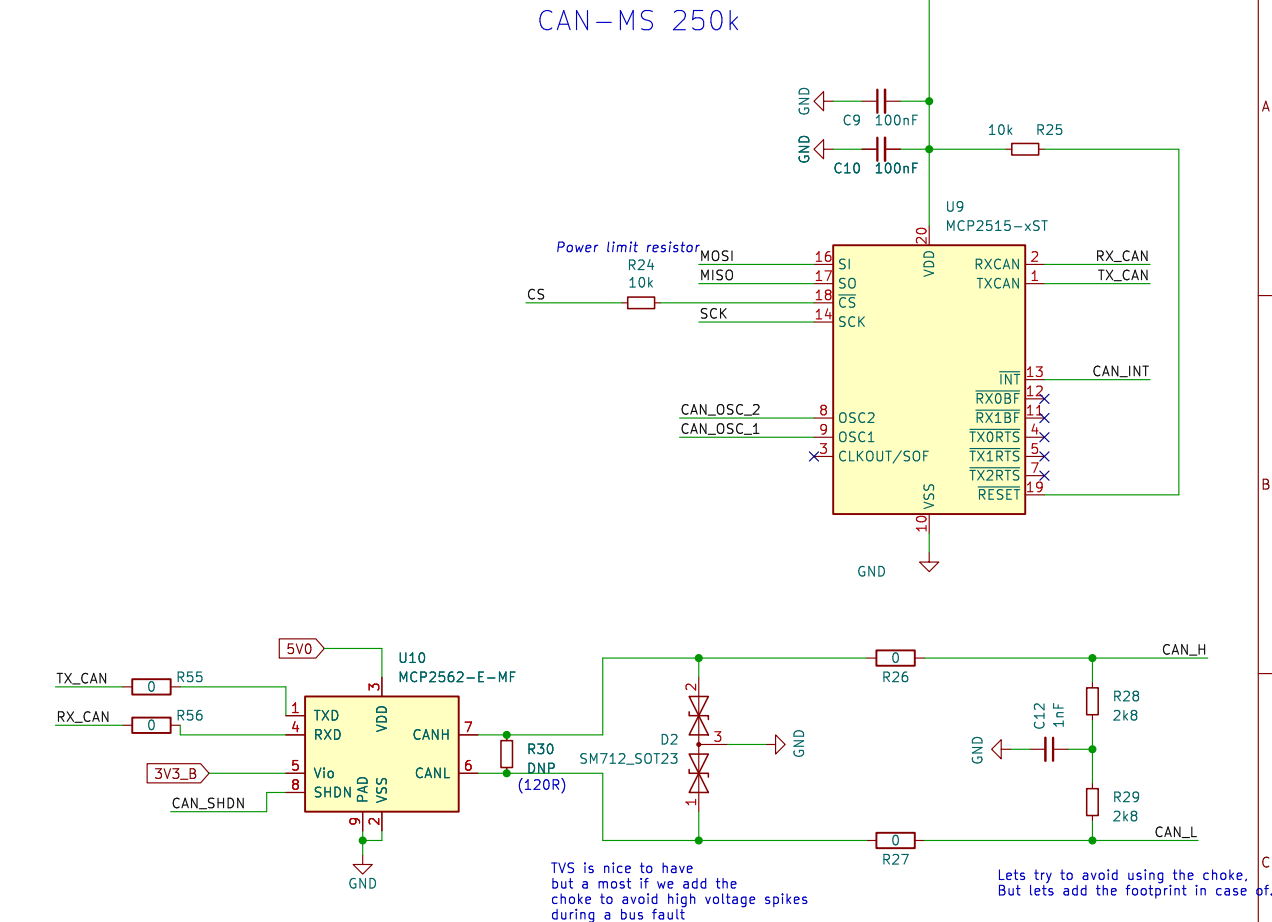 CAN-MS 250k
GND
C9 100nF
GND
C10 100nF
10k R25
A
U9
MCP2515-xST
Power limit resistor
R24
10k
CS
MOSI
MISO
SCK
16 SI
17 SO
18 CS
14 SCK
20
VDD
RXCAN 2
TXCAN 1
RX_CAN
TX_CAN
INT 13
CAN_INT
RX0BF 12
RX1BF 11
TX0RTS 4
TX1RTS 5
TX2RTS 7
RESET 19
CAN_OSC_2
CAN_OSC_1
8 OSC2
9 OSC1
3 CLKOUT/SOF
VSS
10
GND
B
5V0
U10
MCP2562-E-MF
TX_CAN
0 R55
RX_CAN
0 R56
3V3_B
CAN_SHDN
3
VDD
1 TXD
4 RXD
5 Vio
8 SHDN
CANH 7
CANL 6
PAD
VSS
9
2
GND
R30
DNP
(120R)
2
D2
SM712_SOT23
3
GND
1
0
R26
0
R27
CAN_H
R28
2k8
C12
1nF
GND
R29
2k8
CAN_L
C
TVS is nice to have
but a most if we add the
choke to avoid high voltage spikes
during a bus fault
Lets try to avoid using the choke,
But lets add the footprint in case of.